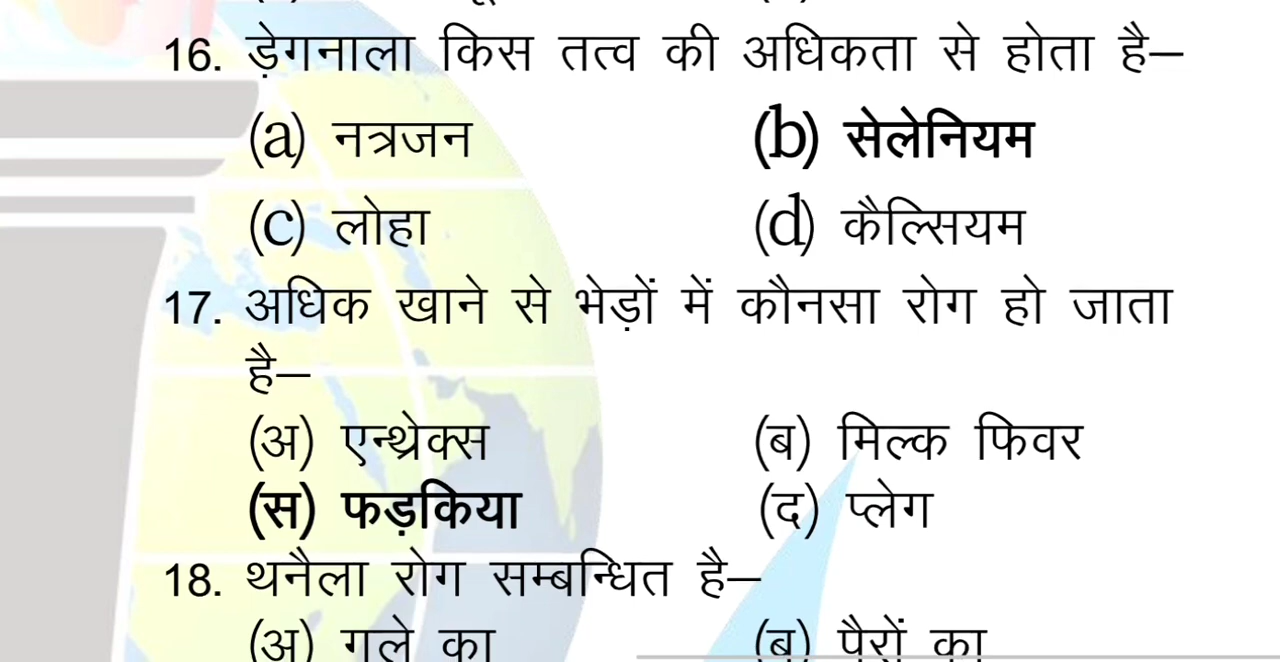 16. ड़ेगनाला किस तत्व की अधिकता से होता है–
(a) नत्रजन (b) सेलेनियम
(c) लोहा (d) कैल्सियम
17. अधिक खाने से भेड़ों में कौनसा रोग हो जाता
है–
(अ) एन्थ्रेक्स (ब) मिल्क फिवर
(स) फड़किया (द) प्लेग
18. थनैला रोग सम्बन्धित है–
(अ) गले का (ब) पैरों का